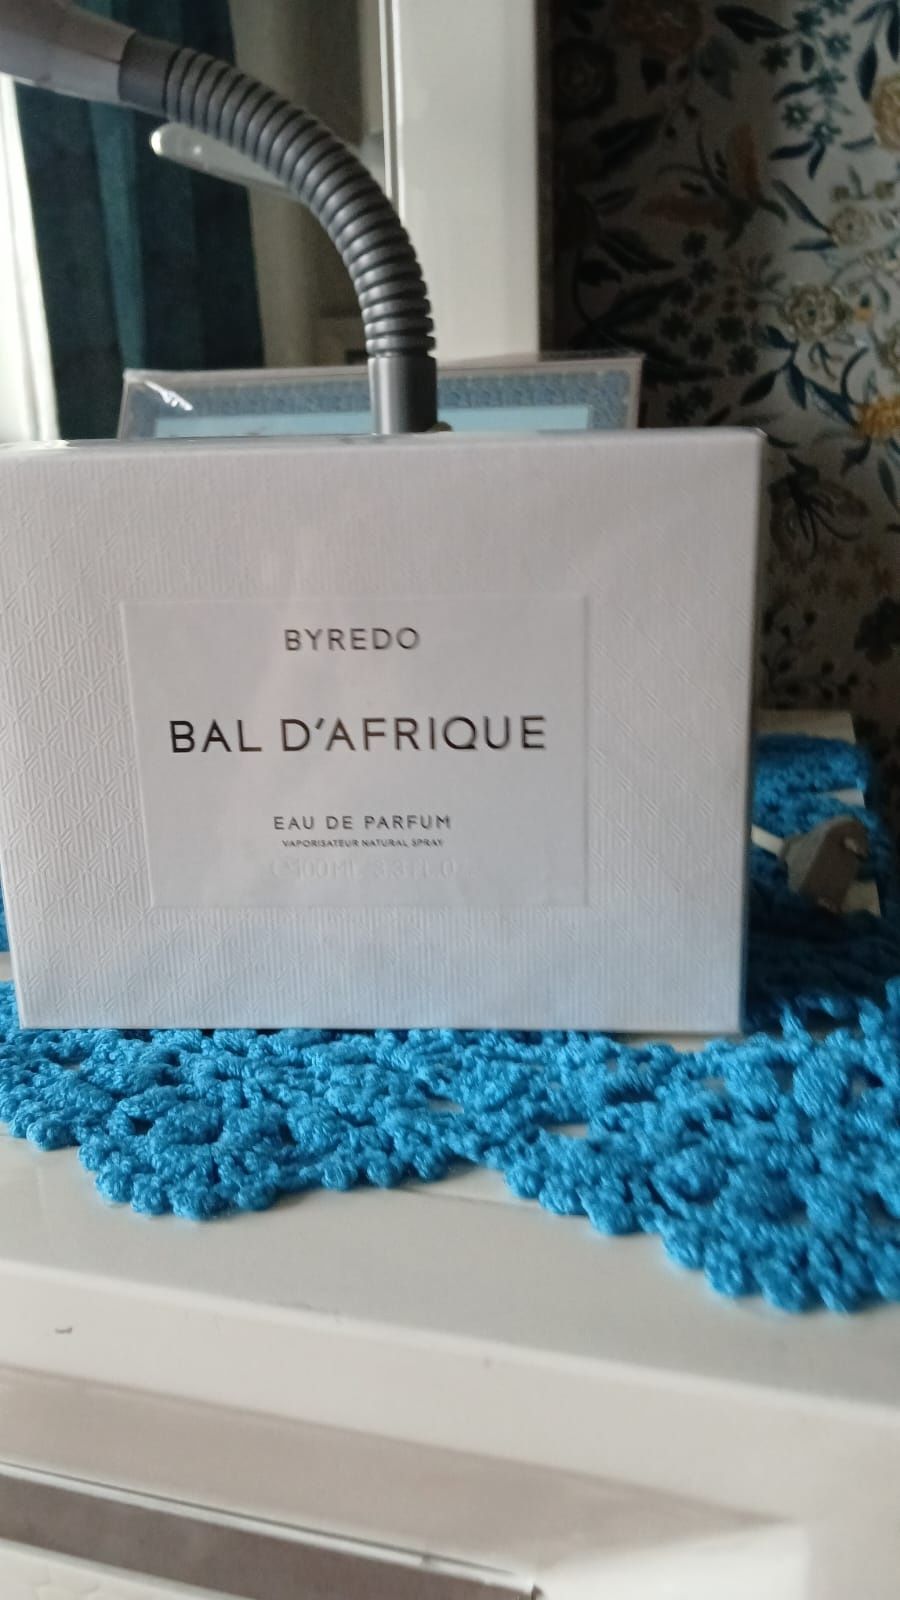 BYREDO
BAL D'AFRIQUE
EAU DE PARFUM
VAPORISATEUR NATURAL SPRAY